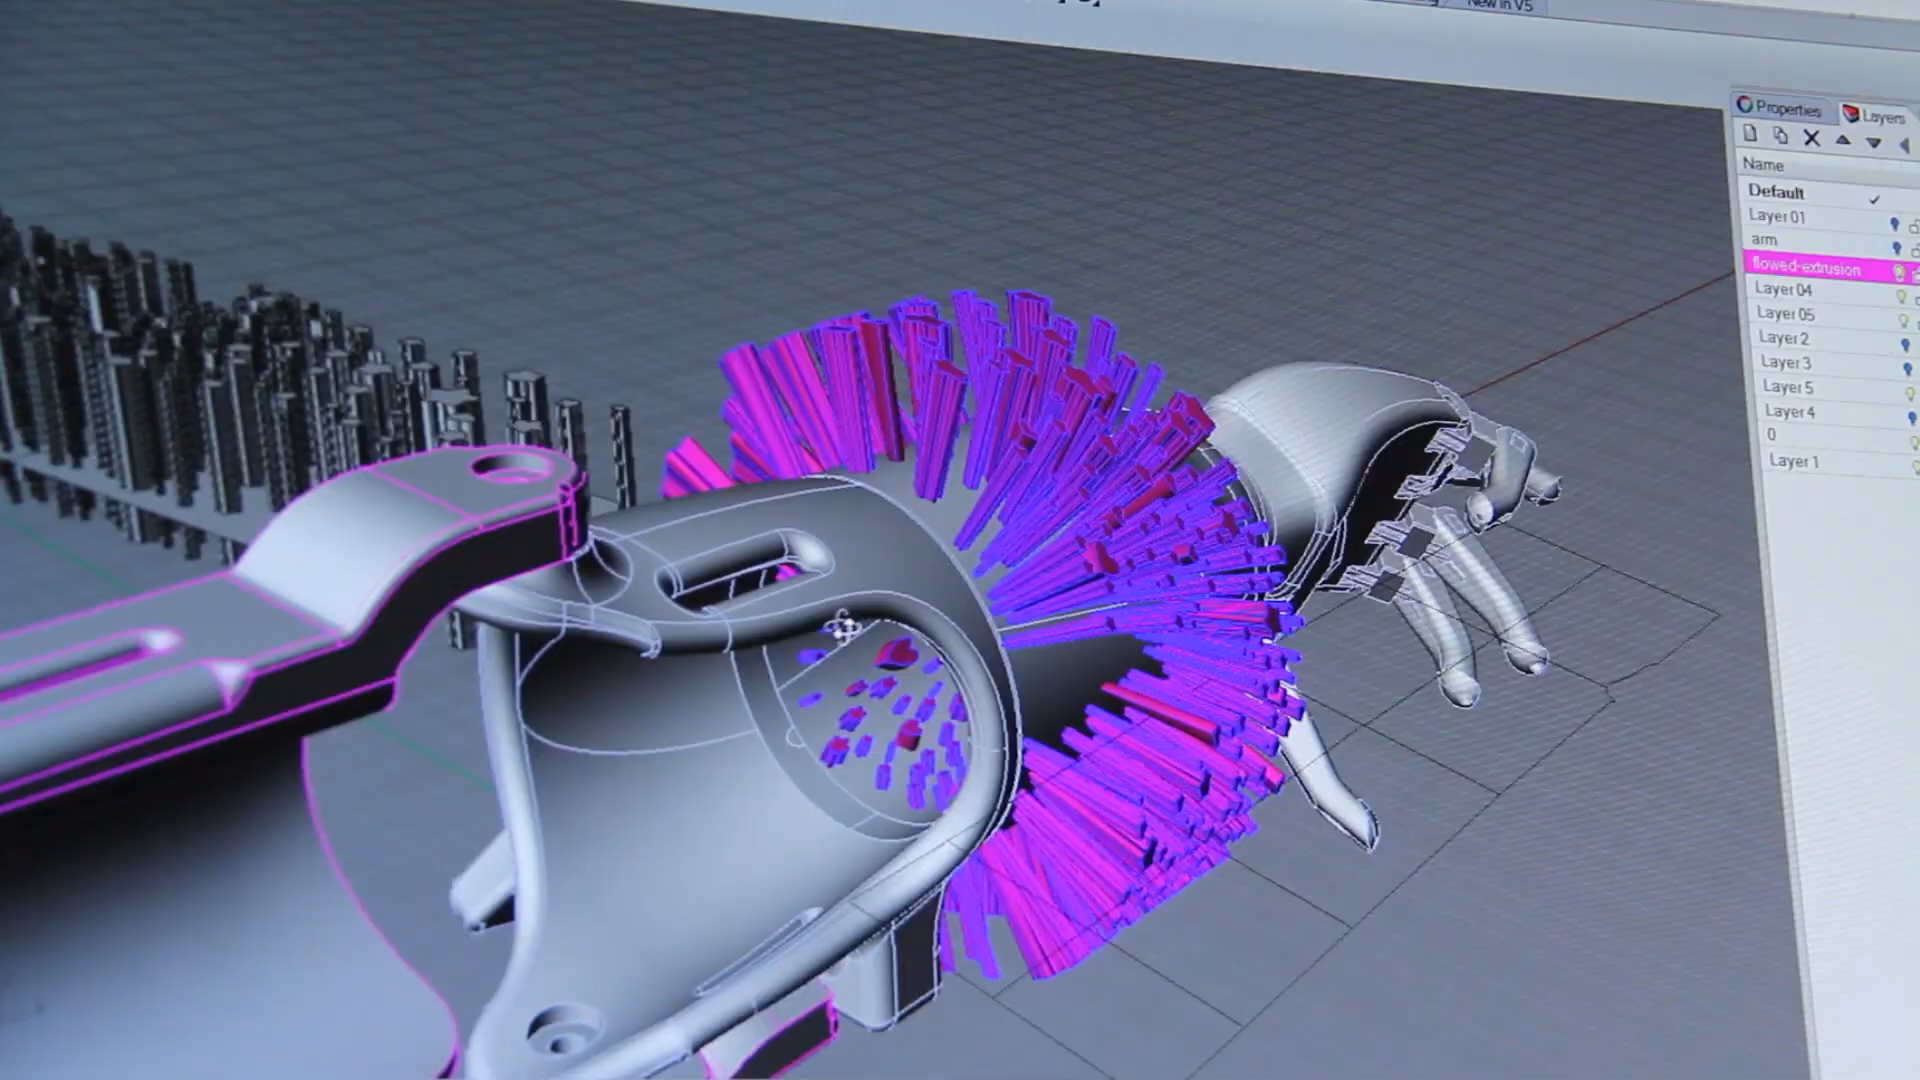 New in V5
Properties Layers
Name
Default
Layer 01
arm
flowed-extrusion
Layer 04
Layer 05
Layer 2
Layer 3
Layer 5
Layer 4
0
Layer 1